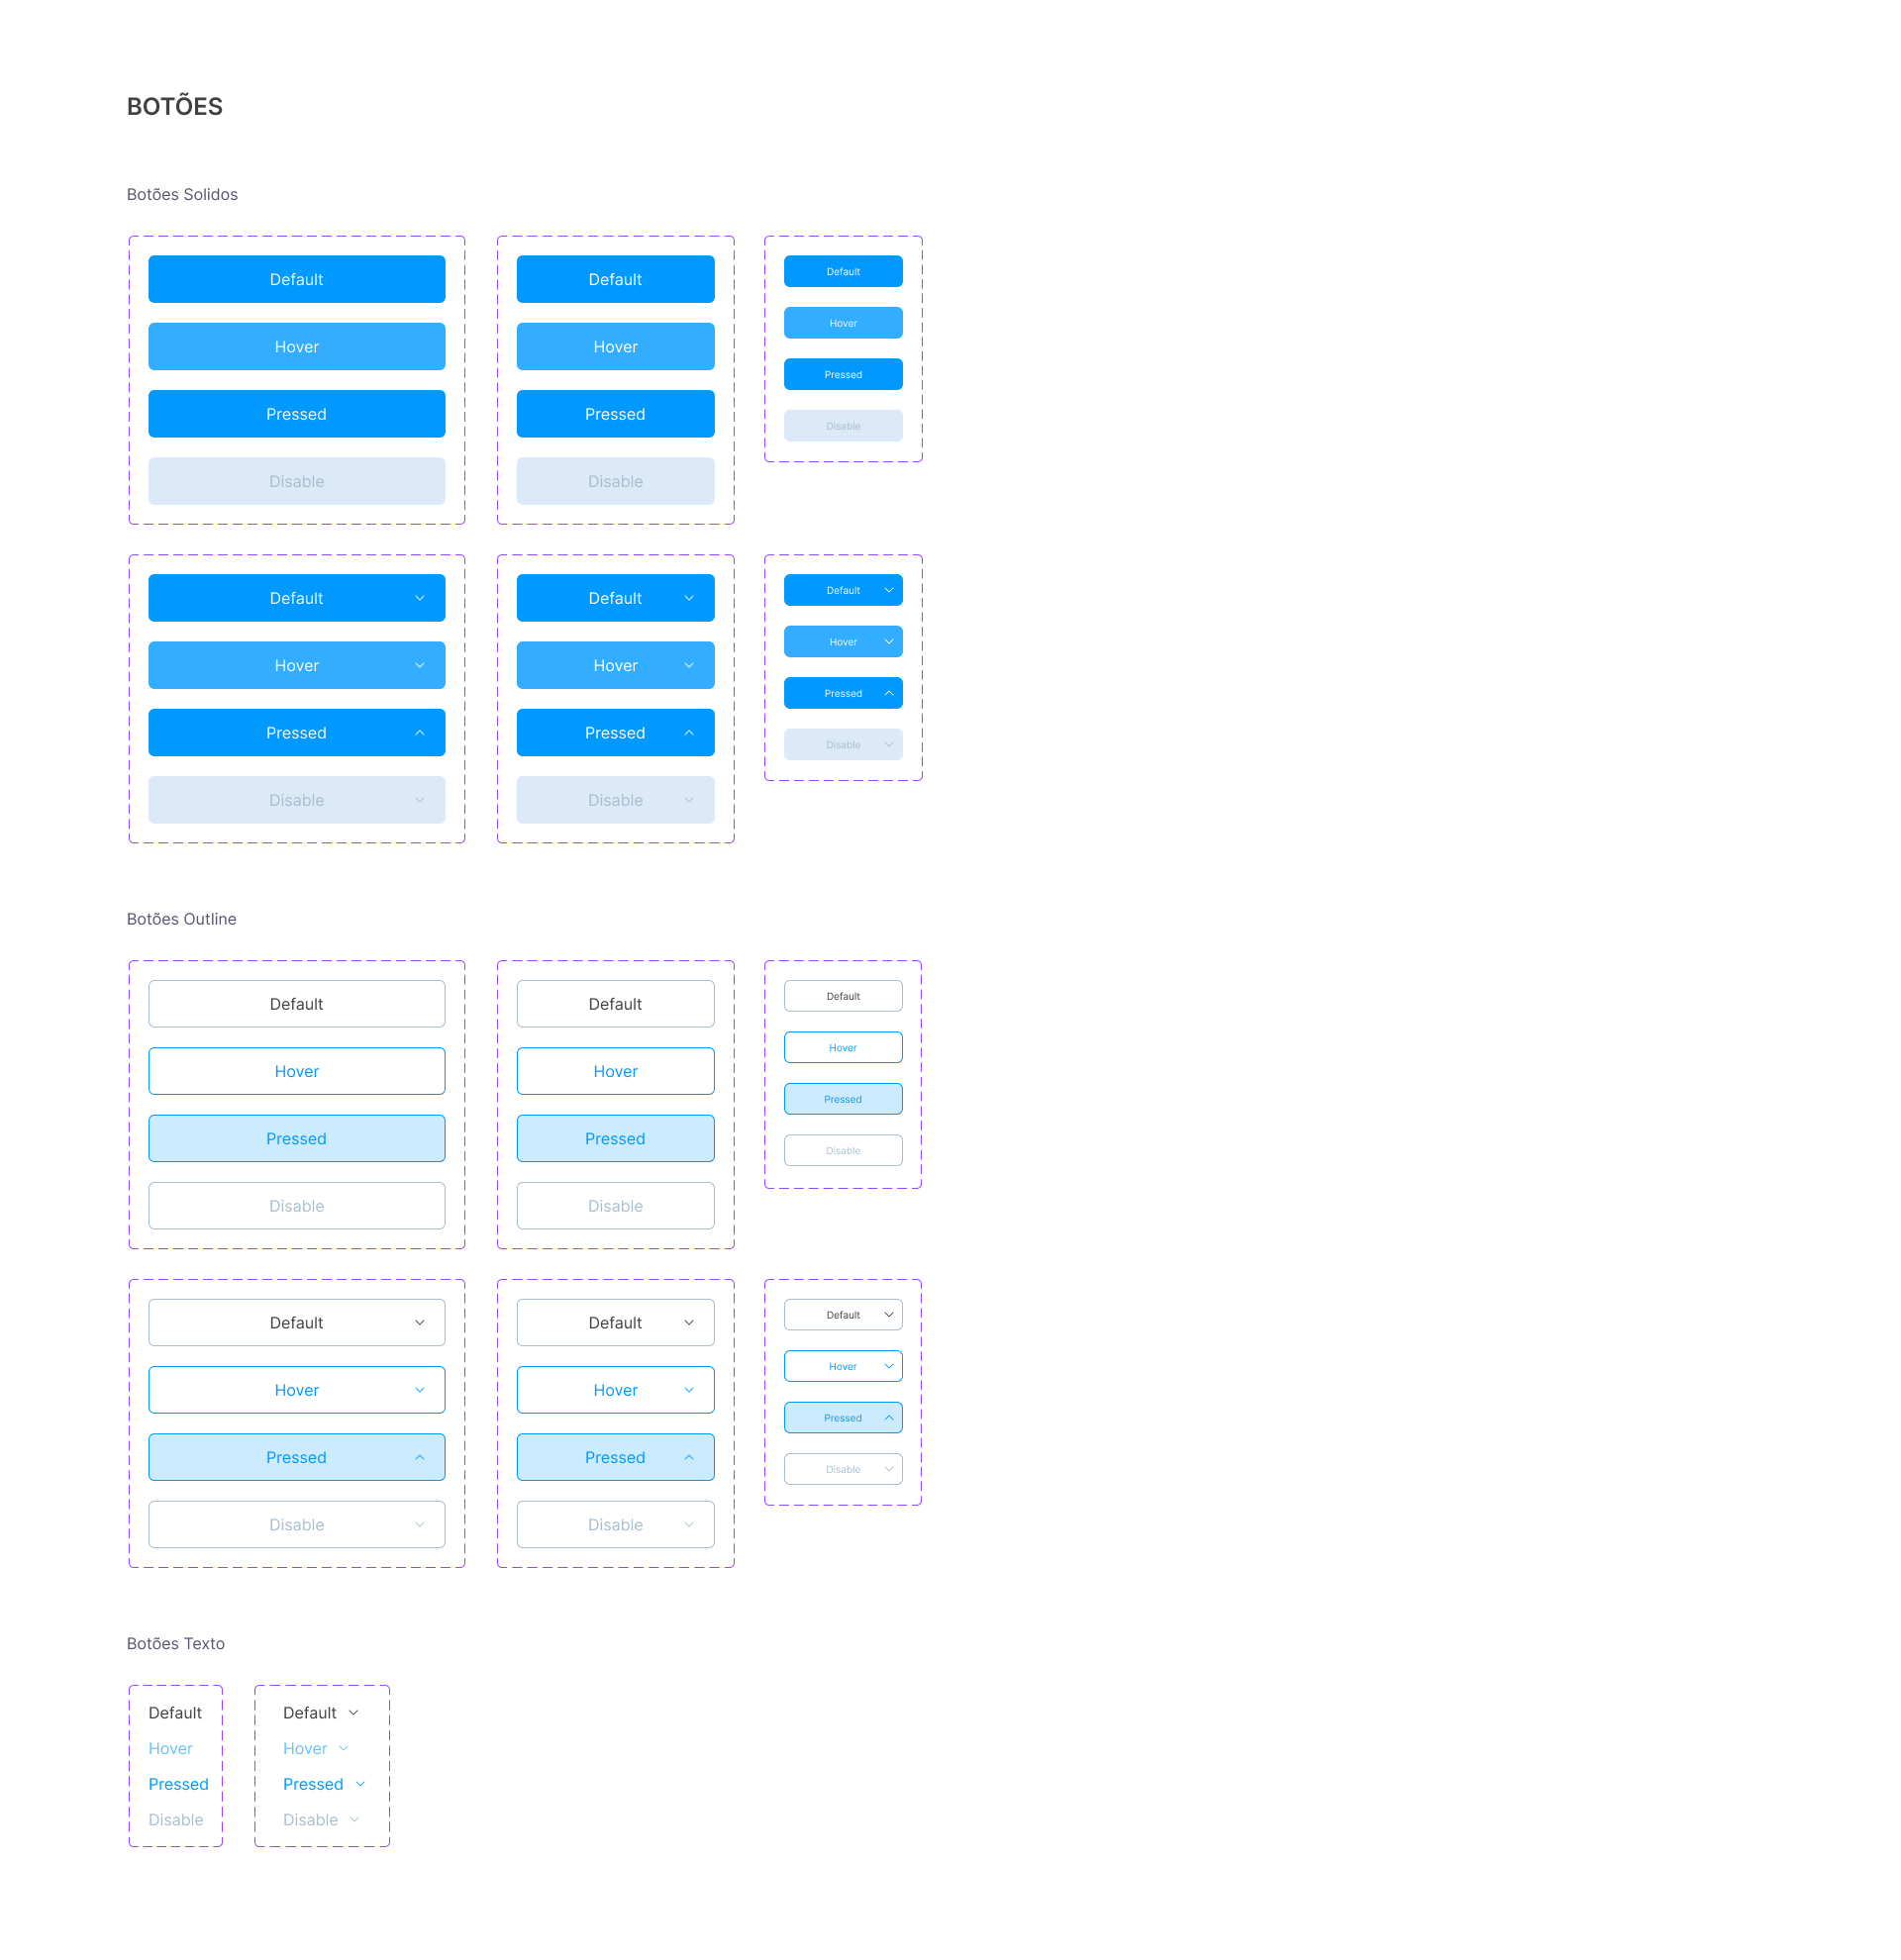 BOTÕES
Botões Solidos
Default
Hover
Pressed
Disable
Default
Hover
Pressed
Disable
Default
Hover
Pressed
Disable
Default
Hover
Pressed
Disable
Default
Hover
Pressed
Disable
Default
Hover
Pressed
Disable
Botões Outline
Default
Hover
Pressed
Disable
Default
Hover
Pressed
Disable
Default
Hover
Pressed
Disable
Default
Hover
Pressed
Disable
Default
Hover
Pressed
Disable
Default
Hover
Pressed
Disable
Botões Texto
Default
Hover
Pressed
Disable
Default
Hover
Pressed
Disable